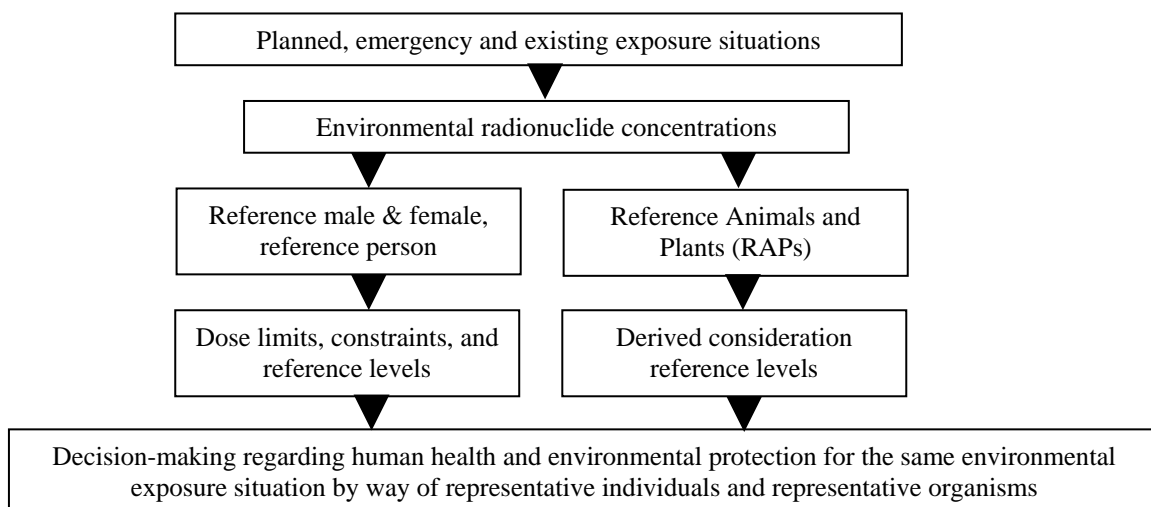 Planned, emergency and existing exposure situations
Environmental radionuclide concentrations
Reference male & female,
reference person
Reference Animals and
Plants (RAPs)
Dose limits, constraints, and
reference levels
Derived consideration
reference levels
Decision-making regarding human health and environmental protection for the same environmental
exposure situation by way of representative individuals and representative organisms